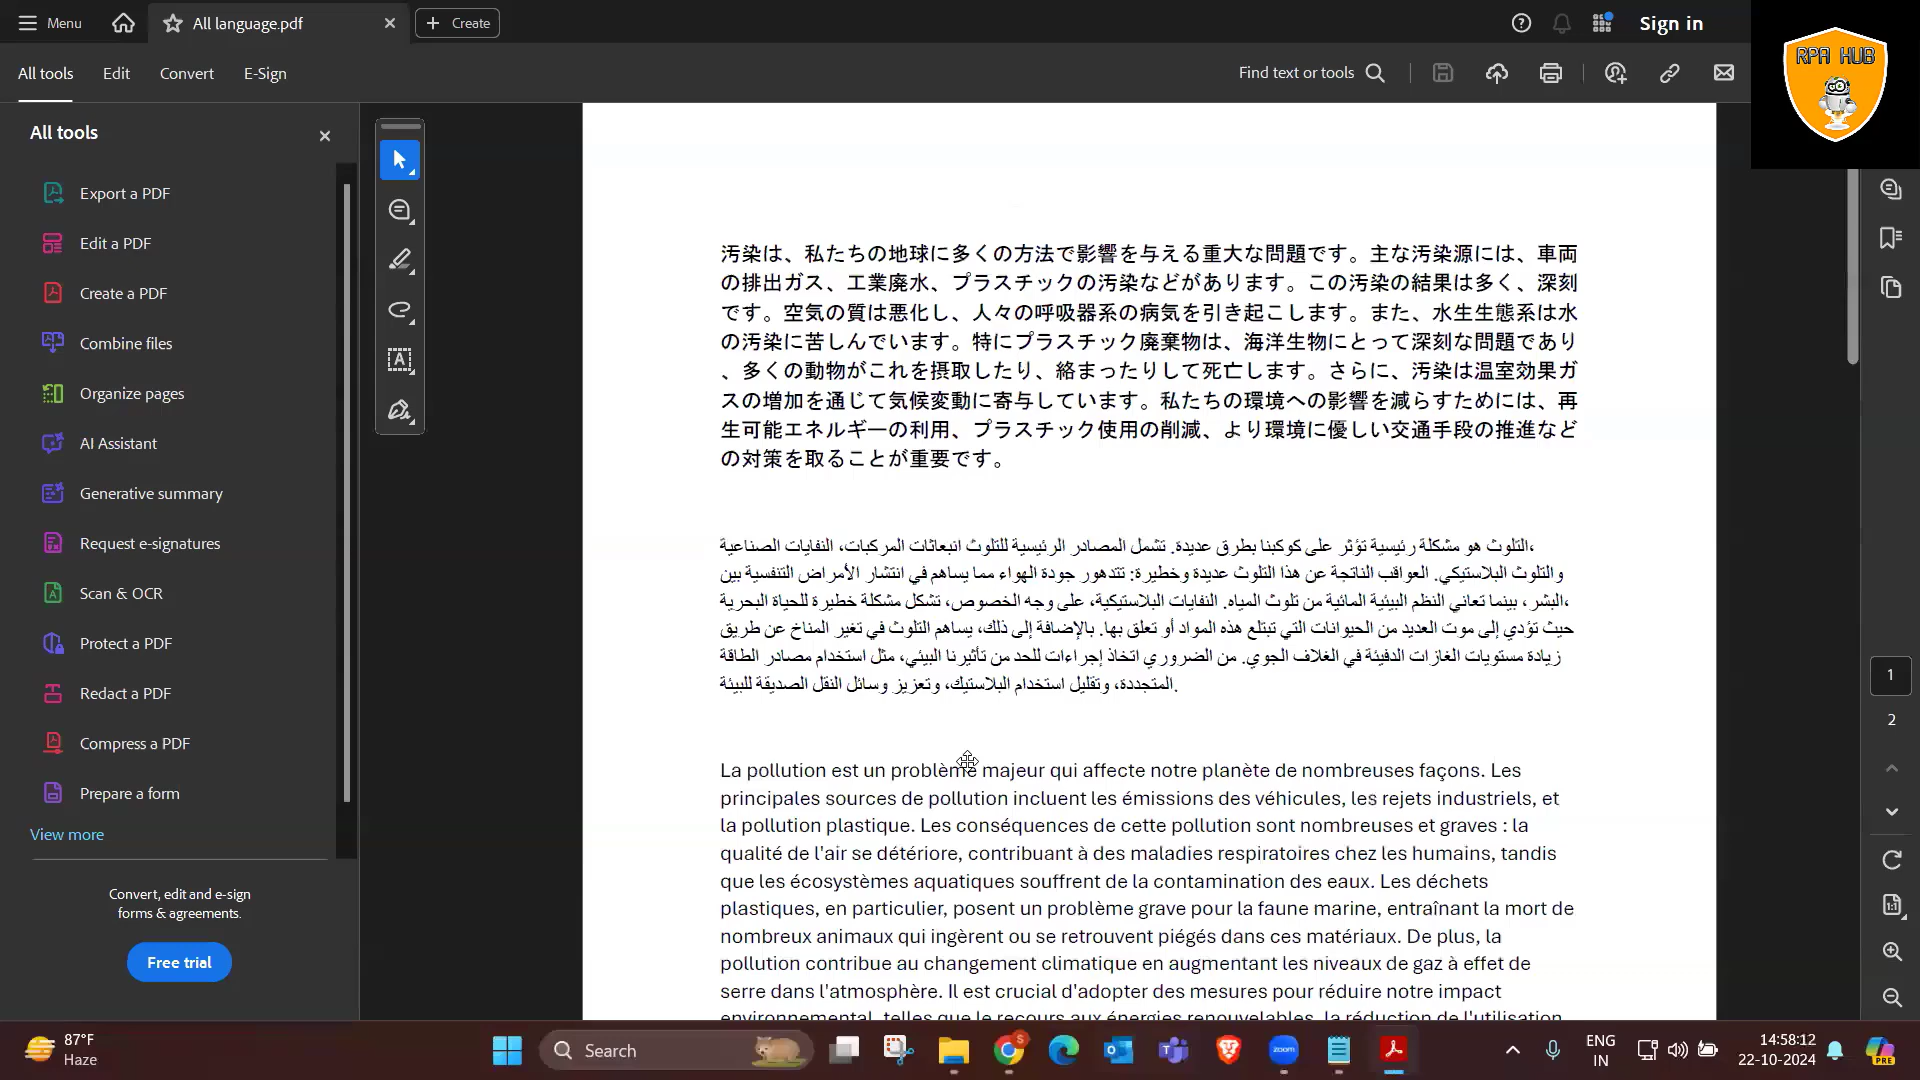 Menu
All language.pdf
Create
Sign in
RPA HUB
All tools
Edit
Convert
E-Sign
Find text or tools
All tools
Export a PDF
Edit a PDF
Create a PDF
Combine files
Organize pages
AI Assistant
Generative summary
Request e-signatures
Scan & OCR
Protect a PDF
Redact a PDF
Compress a PDF
Prepare a form
View more
Convert, edit and e-sign
forms & agreements.
Free trial
汚染は、私たちの地球に多くの方法で影響を与える重大な問題です。主な汚染源には、車両
の排出ガス、工業廃水、プラスチックの汚染などがあります。この汚染の結果は多く、深刻
です。空気の質は悪化し、人々の呼吸器系の病気を引き起こします。また、水生生態系は水
の汚染に苦しんでいます。特にプラスチック廃棄物は、海洋生物にとって深刻な問題であり
、多くの動物がこれを摂取したり、絡まったりして死亡します。さらに、汚染は温室効果ガ
スの増加を通じて気候変動に寄与しています。私たちの環境への影響を減らすためには、再
生可能エネルギーの利用、プラスチック使用の削減、より環境に優しい交通手段の推進など
の対策を取ることが重要です。
التلوث هو مشكلة رئيسية تؤثر على كوكبنا بطرق عديدة. تشمل المصادر الرئيسية للتلوث انبعاثات المركبات، النفايات الصناعية،
والتلوث البلاستيكي. العواقب الناتجة عن هذا التلوث عديدة وخطيرة: تتدهور جودة الهواء مما يساهم في انتشار الأمراض التنفسية بين
البشر، بينما تعاني النظم البيئية المائية من تلوث المياه. النفايات البلاستيكية، على وجه الخصوص، تشكل مشكلة خطيرة للحياة البحرية،
حيث تؤدي إلى موت العديد من الحيوانات التي تبتلع هذه المواد أو تعلق بها. بالإضافة إلى ذلك، يساهم التلوث في تغير المناخ عن طريق
زيادة مستويات الغازات الدفيئة في الغلاف الجوي. من الضروري اتخاذ إجراءات للحد من تأثيرنا البيئي، مثل استخدام مصادر الطاقة
المتجددة، وتقليل استخدام البلاستيك، وتعزيز وسائل النقل الصديقة للبيئة.
La pollution est un problème majeur qui affecte notre planète de nombreuses façons. Les
principales sources de pollution incluent les émissions des véhicules, les rejets industriels, et
la pollution plastique. Les conséquences de cette pollution sont nombreuses et graves : la
qualité de l'air se détériore, contribuant à des maladies respiratoires chez les humains, tandis
que les écosystèmes aquatiques souffrent de la contamination des eaux. Les déchets
plastiques, en particulier, posent un problème grave pour la faune marine, entraînant la mort de
nombreux animaux qui ingèrent ou se retrouvent piégés dans ces matériaux. De plus, la
pollution contribue au changement climatique en augmentant les niveaux de gaz à effet de
serre dans l'atmosphère. Il est crucial d'adopter des mesures pour réduire notre impact
environnemental, telles que le recours aux énergies renouvelables, la réduction de l'utilisation
1
2
87°F
Haze
Search
ENG
IN
14:58:12
22-10-2024